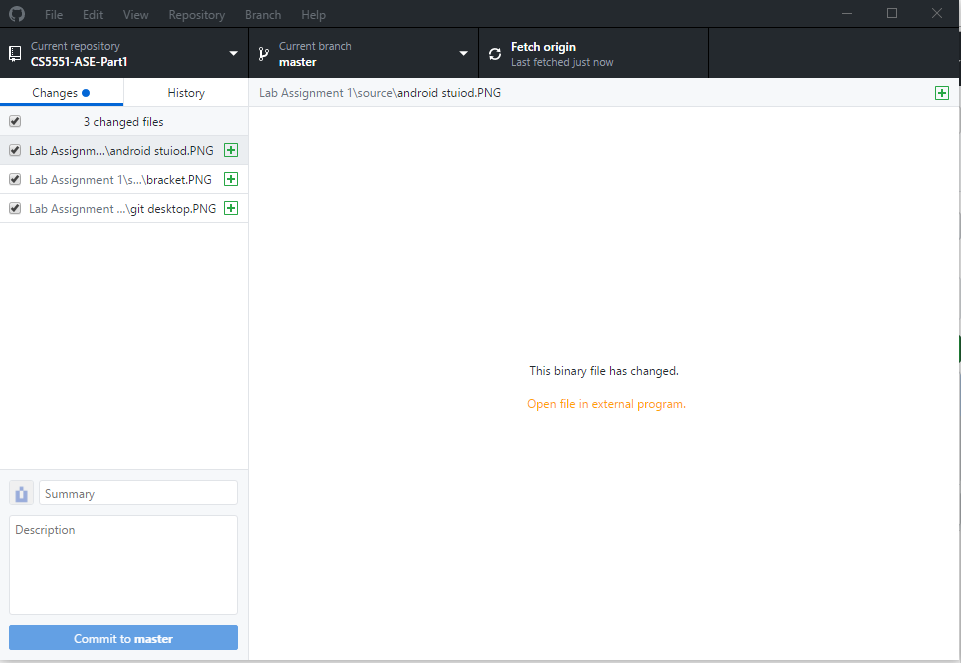 File Edit View Repository Branch Help
Current repository
CS5551-ASE-Part1
Current branch
master
Fetch origin
Last fetched just now
Changes History
3 changed files
Lab Assignm...\android stuiod.PNG
Lab Assignment 1\s...\bracket.PNG
Lab Assignment ...\git desktop.PNG
Lab Assignment 1\source\android stuiod.PNG
This binary file has changed.
Open file in external program.
Summary
Description
Commit to master